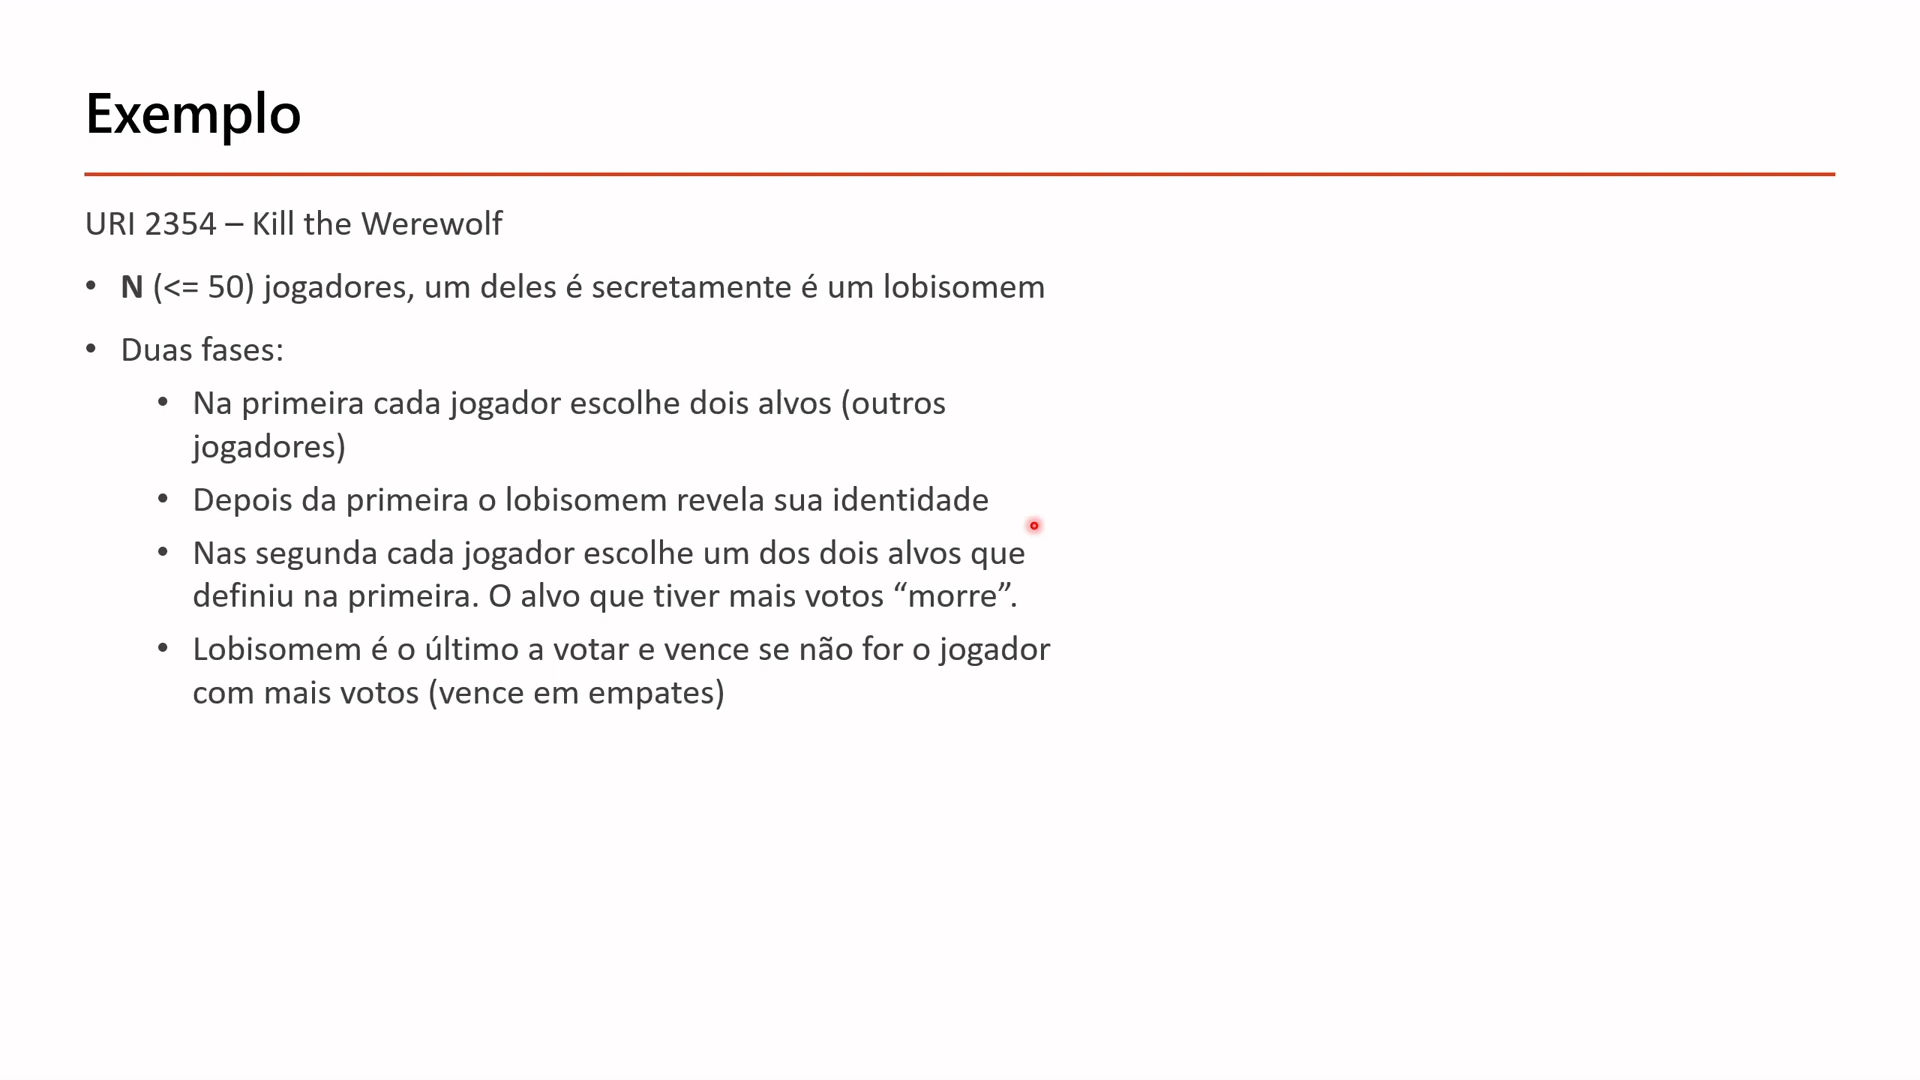 Exemplo
URI 2354 – Kill the Werewolf
• N (<= 50) jogadores, um deles é secretamente é um lobisomem
• Duas fases:
• Na primeira cada jogador escolhe dois alvos (outros
jogadores)
• Depois da primeira o lobisomem revela sua identidade
• Nas segunda cada jogador escolhe um dos dois alvos que
definiu na primeira. O alvo que tiver mais votos “morre”.
• Lobisomem é o último a votar e vence se não for o jogador
com mais votos (vence em empates)